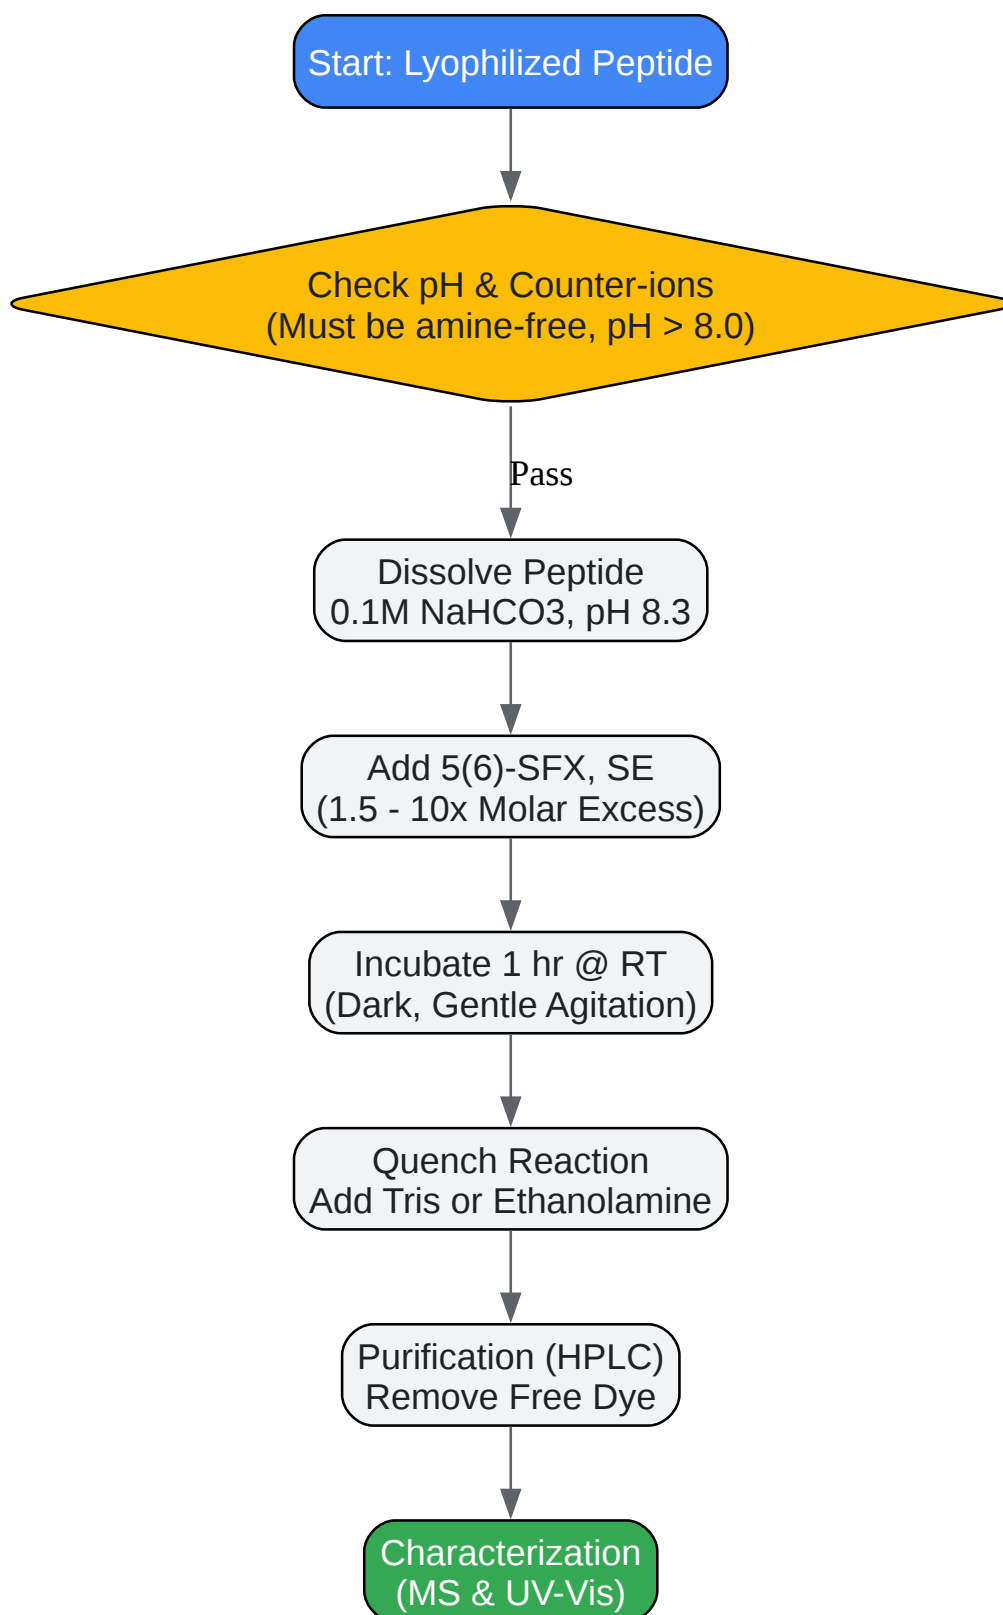 Start: Lyophilized Peptide
Check pH & Counter-ions
(Must be amine-free, pH > 8.0)
Pass
Dissolve Peptide
0.1M NaHCO3, pH 8.3
Add 5(6)-SFX, SE
(1.5 - 10x Molar Excess)
Incubate 1 hr @ RT
(Dark, Gentle Agitation)
Quench Reaction
Add Tris or Ethanolamine
Purification (HPLC)
Remove Free Dye
Characterization
(MS & UV-Vis)